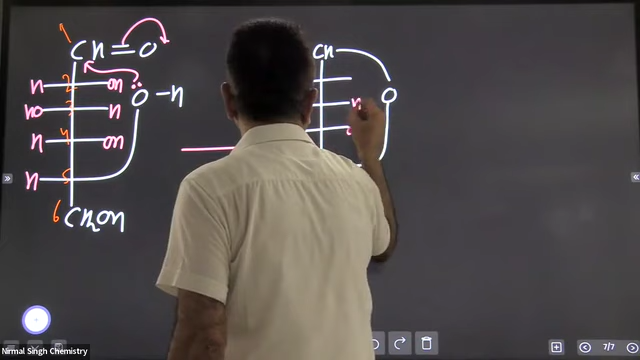 1
CH = O CH
H 2 OH O - H O
HO 3 H H
H 4 OH
H 5
6 CH2OH
Nirmal Singh Chemistry
7/7